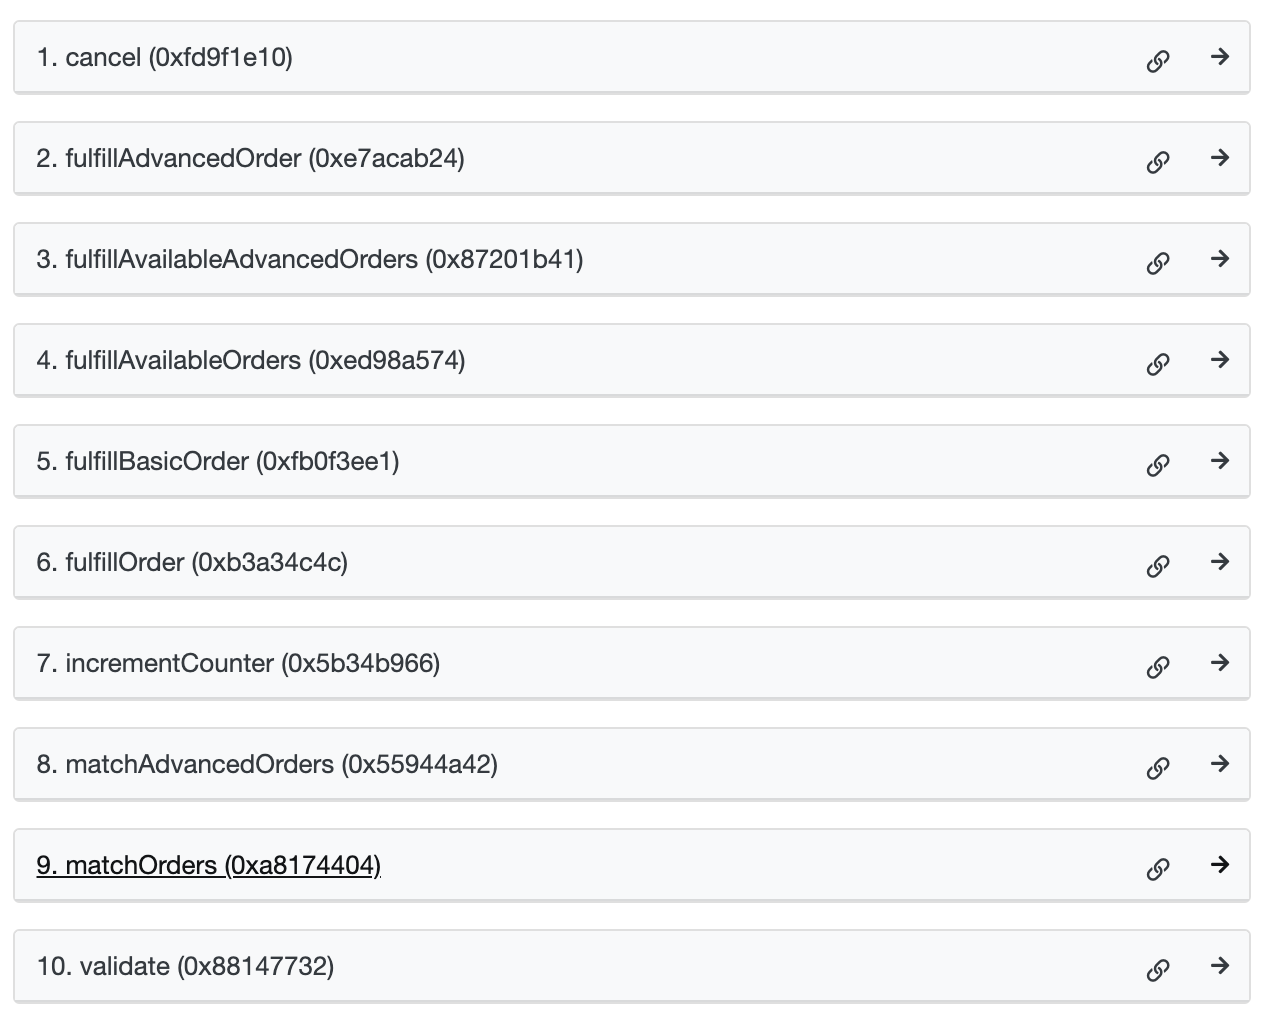 1. cancel (0xfd9f1e10)
2. fulfillAdvancedOrder (0xe7acab24)
3. fulfillAvailableAdvancedOrders (0x87201b41)
4. fulfillAvailableOrders (0xed98a574)
5. fulfillBasicOrder (0xfb0f3ee1)
6. fulfillOrder (0xb3a34c4c)
7. incrementCounter (0x5b34b966)
8. matchAdvancedOrders (0x55944a42)
9. matchOrders (0xa8174404)
10. validate (0x88147732)